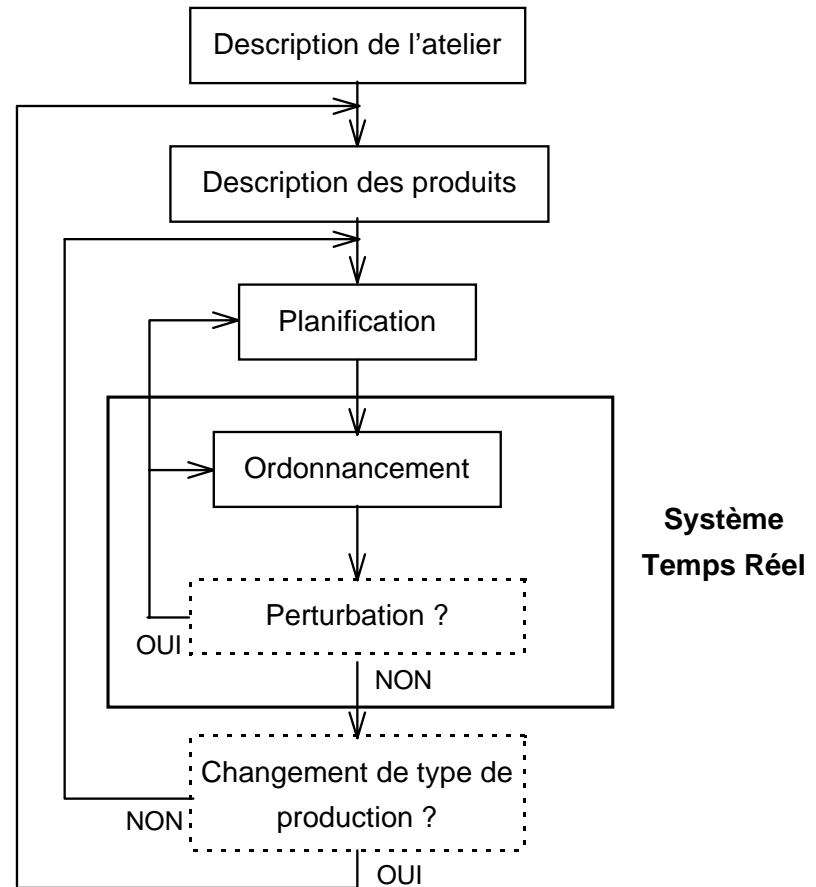 Description de l'atelier
Description des produits
Planification
Ordonnancement
Système
Temps Réel
Perturbation ?
OUI
NON
Changement de type de
production ?
NON
OUI